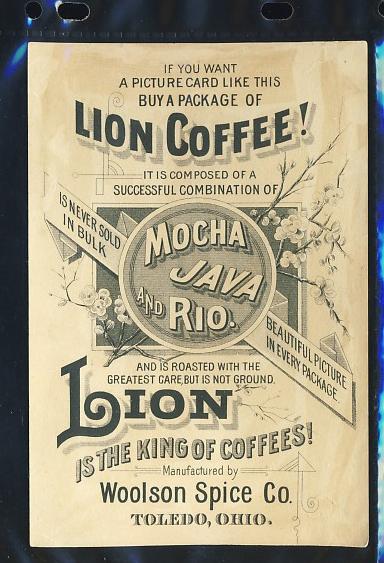 IF YOU WANT
A PICTURE CARD LIKE THIS
BUY A PACKAGE OF
LION COFFEE!
IT IS COMPOSED OF A
SUCCESSFUL COMBINATION OF
IS NEVER SOLD
IN BULK
MOCHA
JAVA
AND RIO.
BEAUTIFUL PICTURE
IN EVERY PACKAGE.
AND IS ROASTED WITH THE
GREATEST CARE, BUT IS NOT GROUND.
LION
IS THE KING OF COFFEES!
Manufactured by
Woolson Spice Co.
TOLEDO, OHIO.